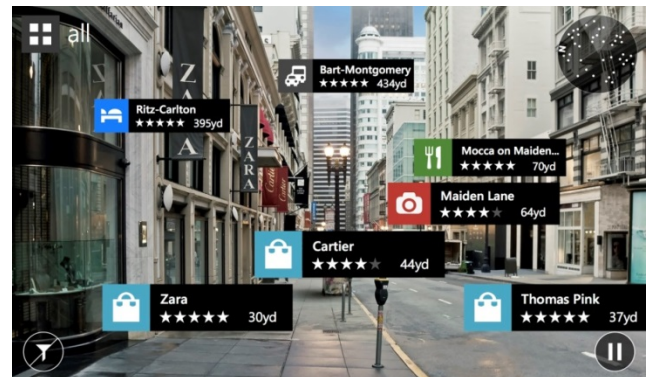 all
Bart-Montgomery
434yd
Ritz-Carlton
395yd
Mocca on Maiden...
70yd
Maiden Lane
64yd
Cartier
44yd
Zara
30yd
Thomas Pink
37yd
Z
ZARA
Cartier
N